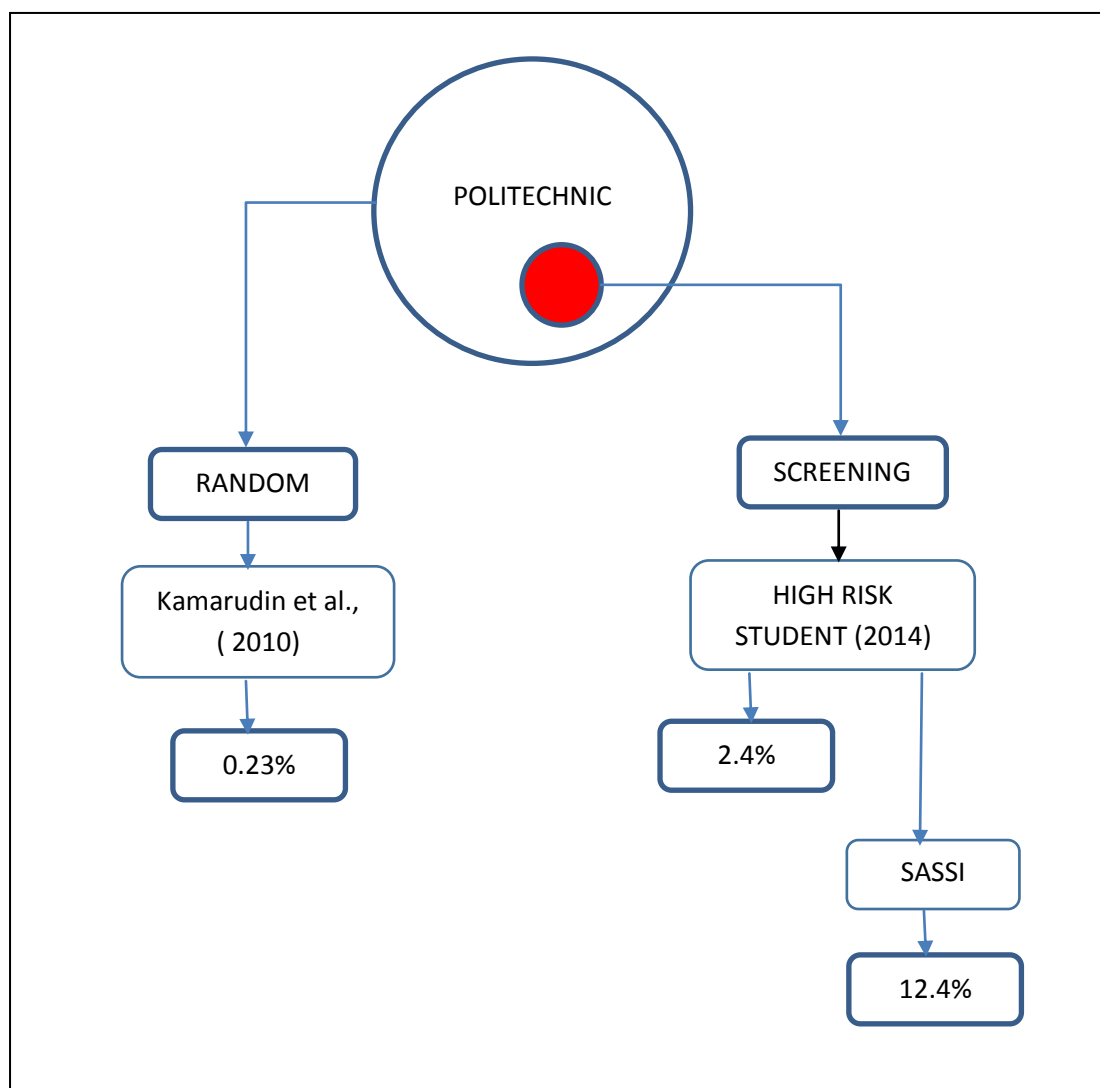 POLITECHNIC
RANDOM
Kamarudin et al.,
( 2010)
0.23%
SCREENING
HIGH RISK
STUDENT (2014)
2.4%
SASSI
12.4%